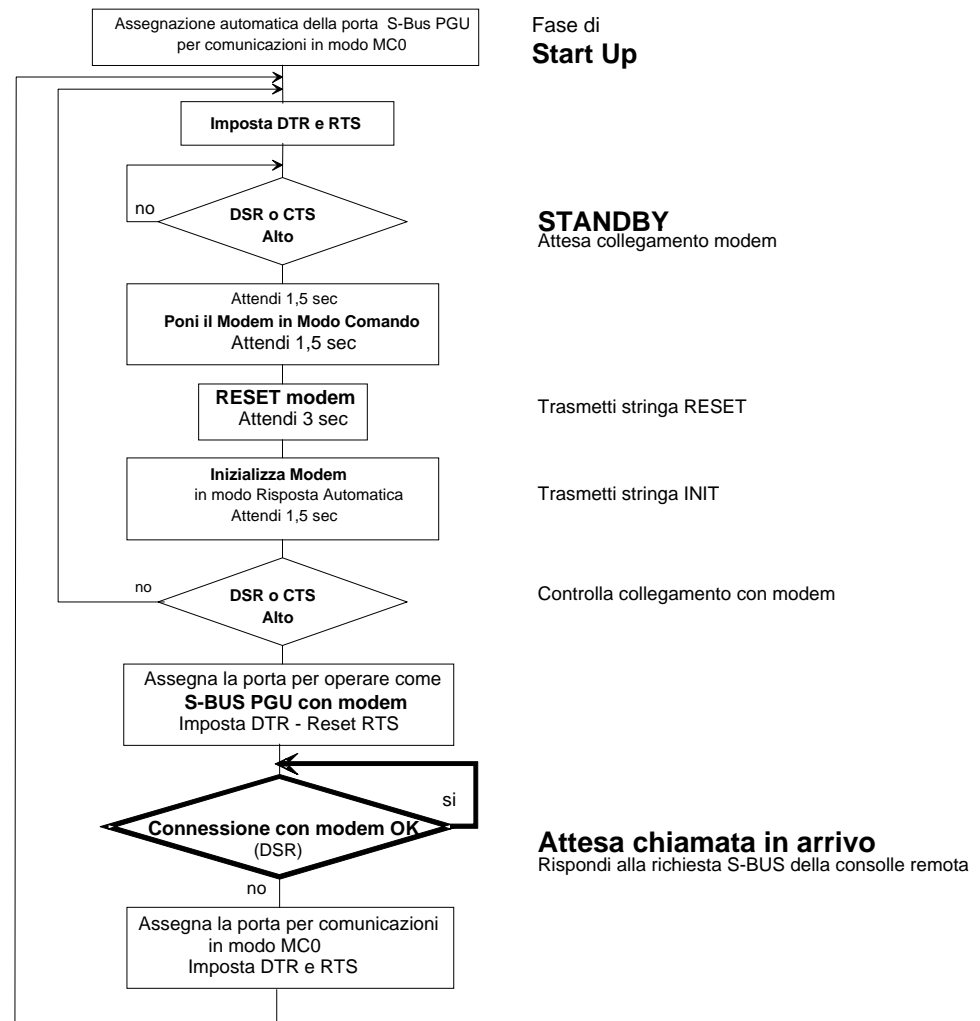 Assegnazione automatica della porta S-Bus PGU
per comunicazioni in modo MC0
Fase di
Start Up
Imposta DTR e RTS
no
DSR o CTS
Alto
STANDBY
Attesa collegamento modem
Attendi 1,5 sec
Poni il Modem in Modo Comando
Attendi 1,5 sec
RESET modem
Attendi 3 sec
Trasmetti stringa RESET
Inizializza Modem
in modo Risposta Automatica
Attendi 1,5 sec
Trasmetti stringa INIT
no
DSR o CTS
Alto
Controlla collegamento con modem
Assegna la porta per operare come
S-BUS PGU con modem
Imposta DTR - Reset RTS
si
Connessione con modem OK
(DSR)
Attesa chiamata in arrivo
Rispondi alla richiesta S-BUS della consolle remota
no
Assegna la porta per comunicazioni
in modo MC0
Imposta DTR e RTS